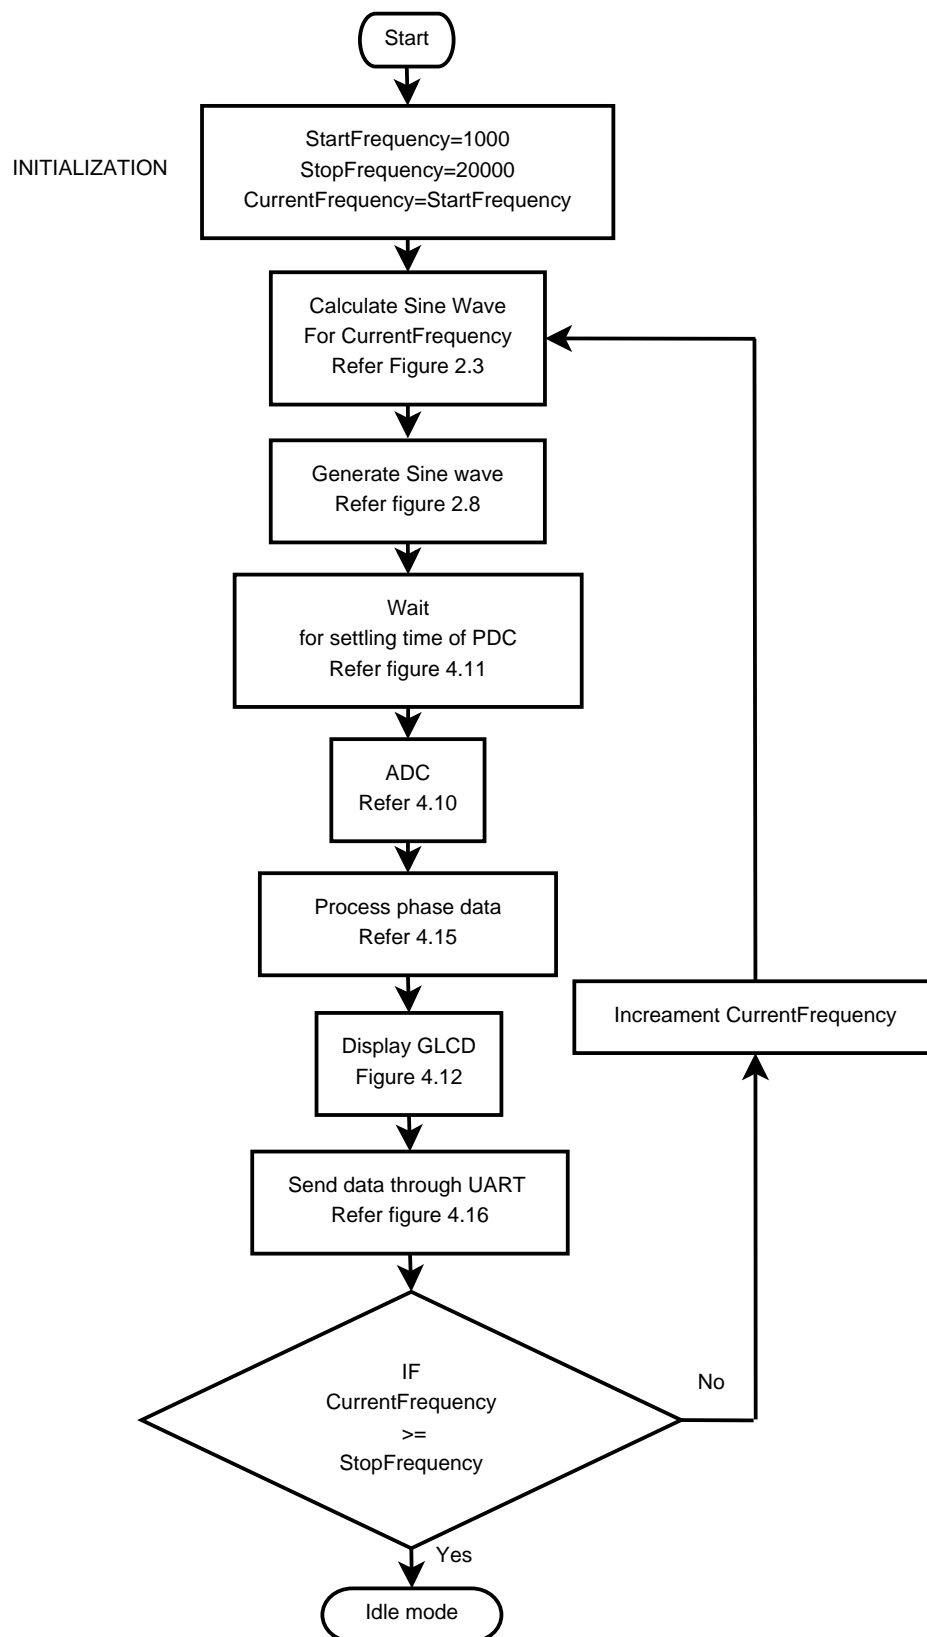 Start
INITIALIZATION
StartFrequency=1000
StopFrequency=20000
CurrentFrequency=StartFrequency
Calculate Sine Wave
For CurrentFrequency
Refer Figure 2.3
Generate Sine wave
Refer figure 2.8
Wait
for settling time of PDC
Refer figure 4.11
ADC
Refer 4.10
Process phase data
Refer 4.15
Increament CurrentFrequency
Display GLCD
Figure 4.12
Send data through UART
Refer figure 4.16
IF
CurrentFrequency
>=
StopFrequency
No
Yes
Idle mode